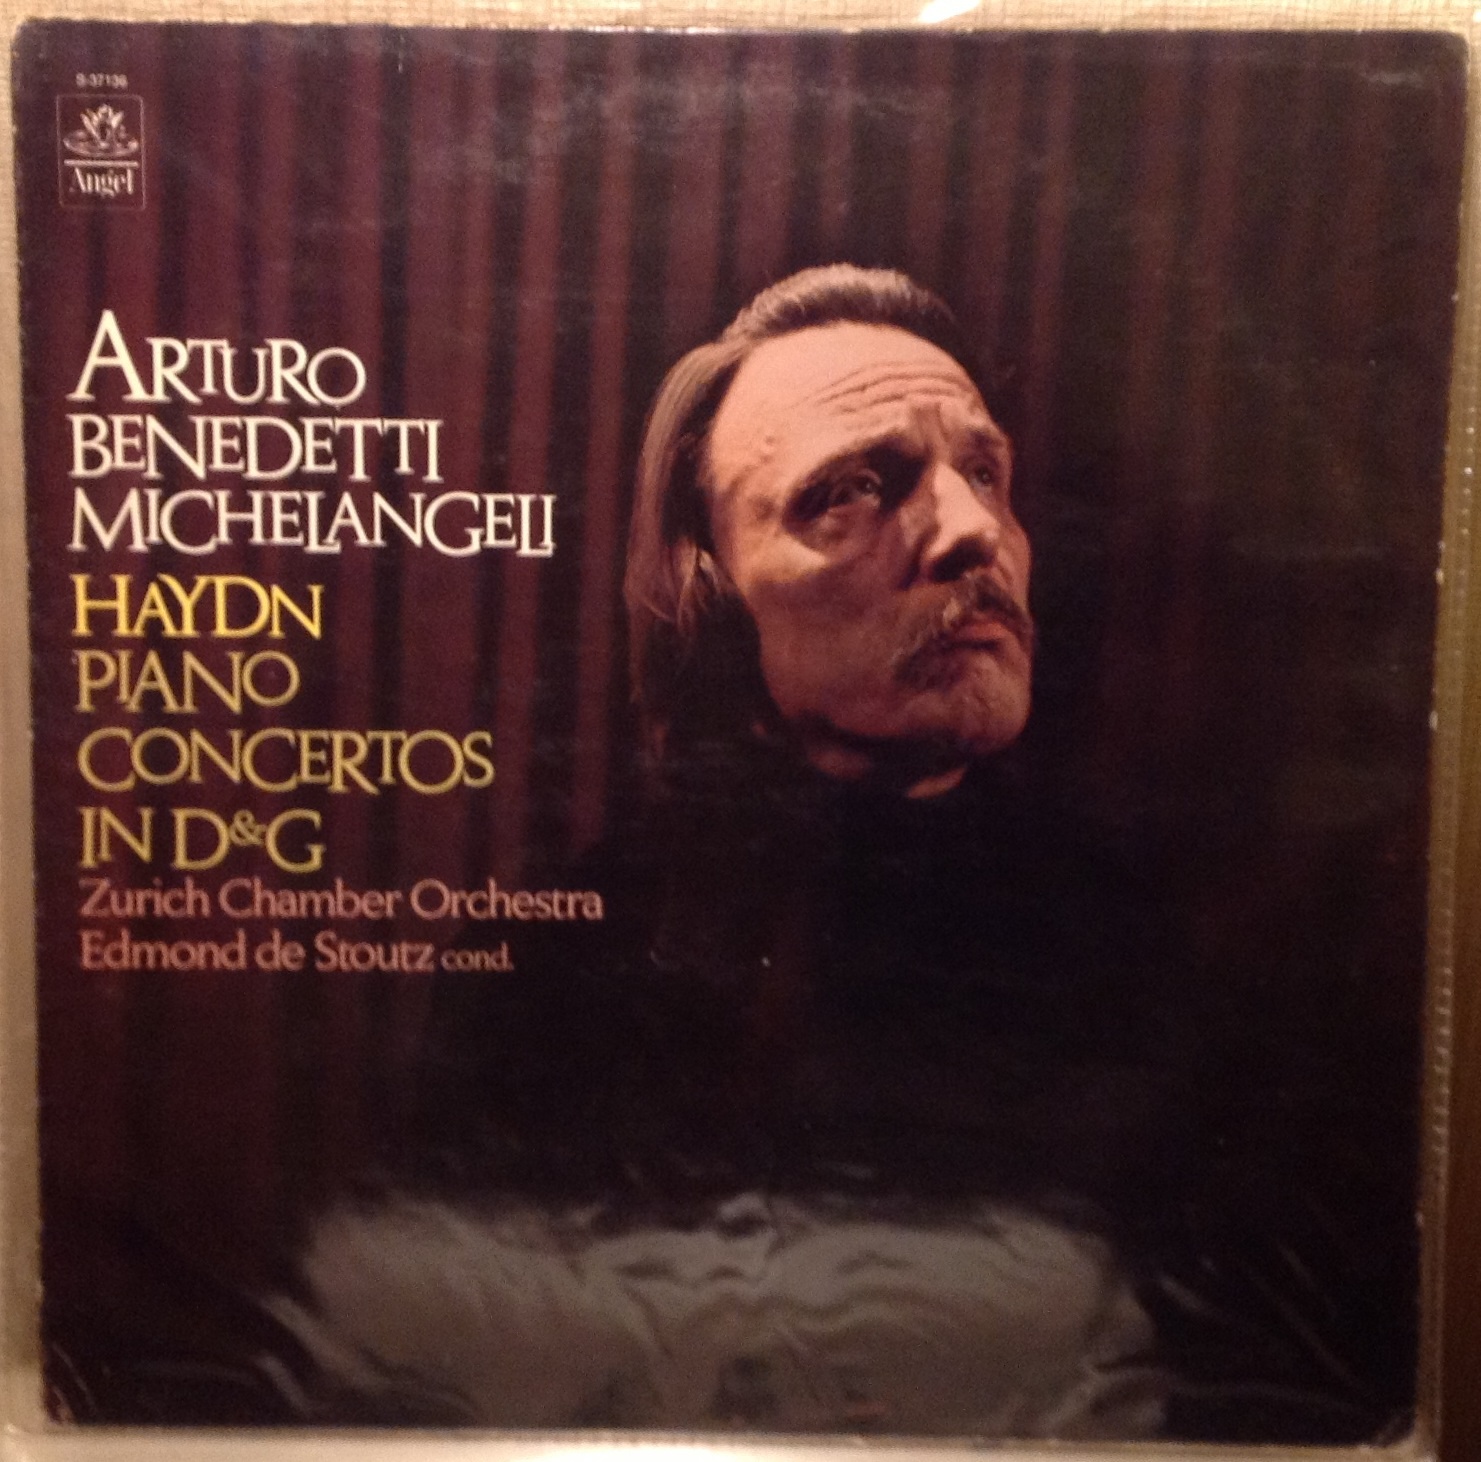 S-37136
Angel
ARTURO
BENEDETTI
MICHELANGELI
HAYDN
PIANO
CONCERTOS
IN D&G
Zurich Chamber Orchestra
Edmond de Stoutz cond.